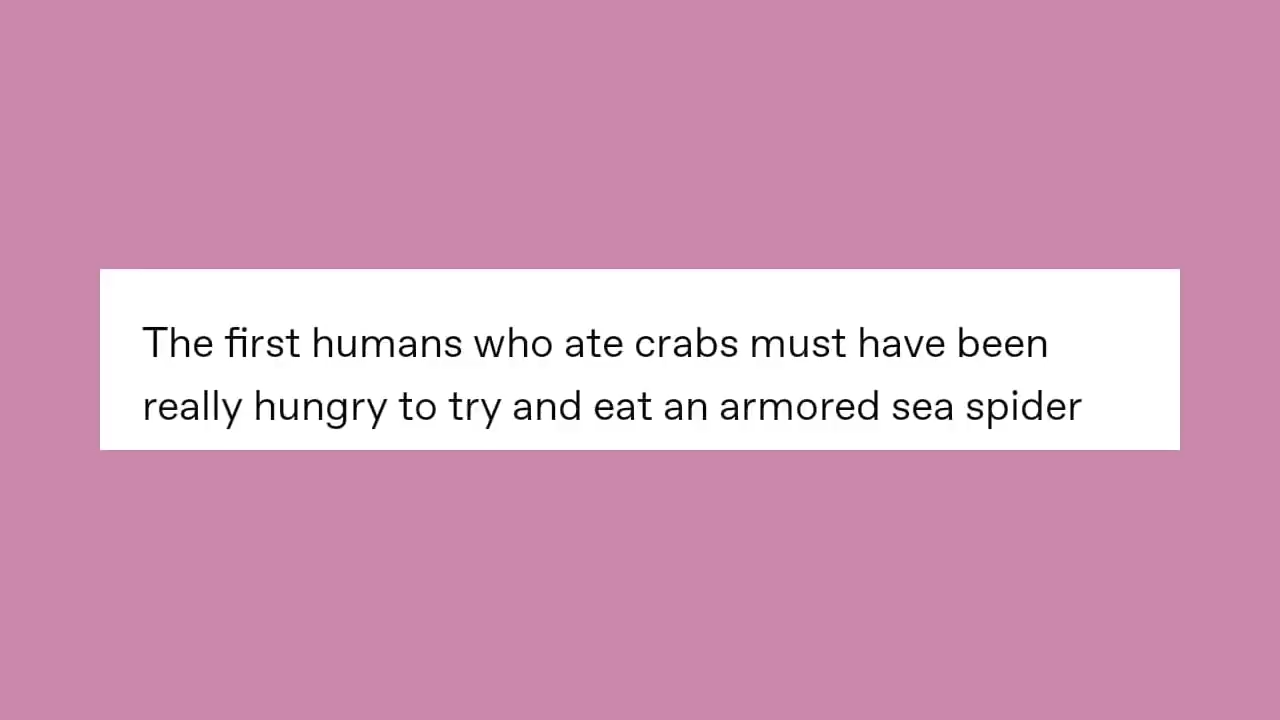 The first humans who ate crabs must have been
really hungry to try and eat an armored sea spider